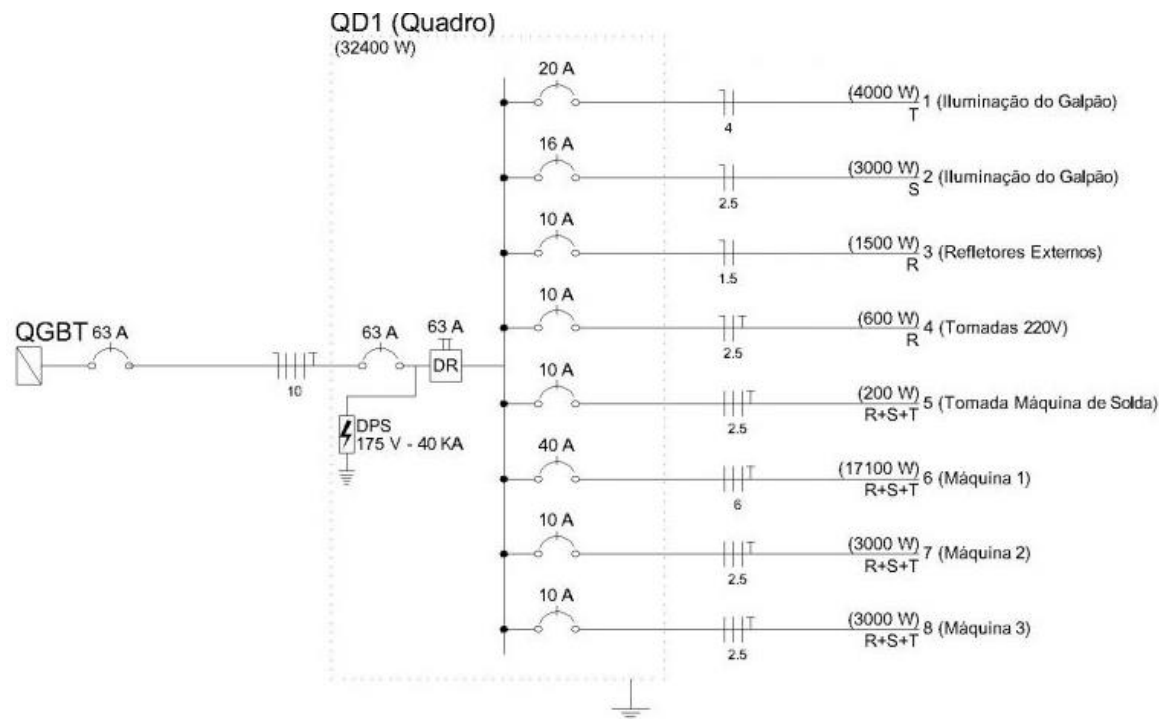 QD1 (Quadro)
(32400 W)
20 A
(4000 W) 1 (Iluminação do Galpão)
4
T
16 A
(3000 W) 2 (Iluminação do Galpão)
2.5
S
10 A
(1500 W) 3 (Refletores Externos)
1.5
R
10 A
(600 W) 4 (Tomadas 220V)
2.5
R
QGBT 63 A
63 A
63 A
T
10
DR
10 A
(200 W) 5 (Tomada Máquina de Solda)
2.5
R+S+T
DPS
175 V - 40 KA
40 A
(17100 W) 6 (Máquina 1)
6
R+S+T
10 A
(3000 W) 7 (Máquina 2)
2.5
R+S+T
10 A
(3000 W) 8 (Máquina 3)
2.5
R+S+T